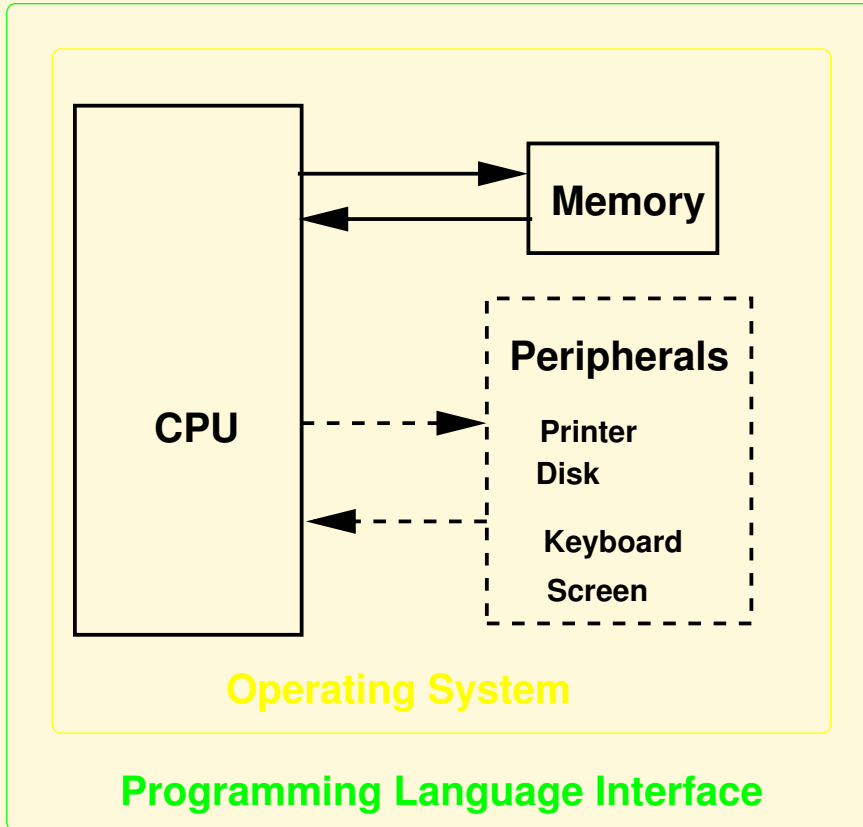 Memory
Peripherals
CPU
Printer
Disk
Keyboard
Screen
Operating System
Programming Language Interface